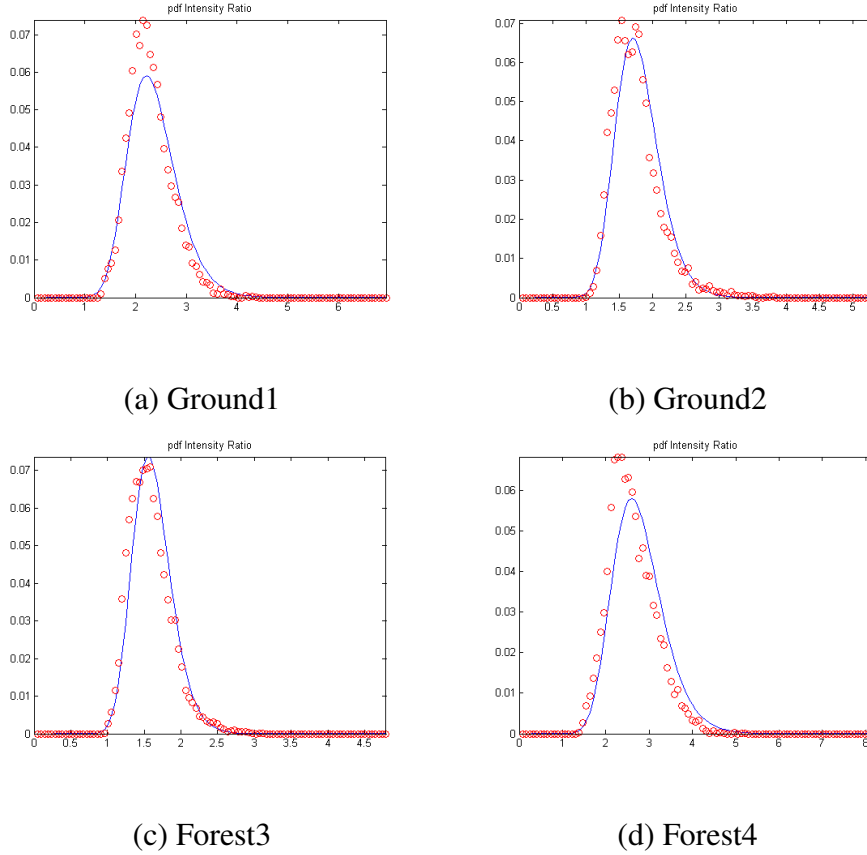 pdf Intensity Ratio
0.07
0.06
0.05
0.04
0.03
0.02
0.01
0
0 1 2 3 4 5 6
(a) Ground1
pdf Intensity Ratio
0.07
0.06
0.05
0.04
0.03
0.02
0.01
0
0 0.5 1 1.5 2 2.5 3 3.5 4 4.5 5
(b) Ground2
pdf Intensity Ratio
0.07
0.06
0.05
0.04
0.03
0.02
0.01
0
0 0.5 1 1.5 2 2.5 3 3.5 4 4.5
(c) Forest3
pdf Intensity Ratio
0.06
0.05
0.04
0.03
0.02
0.01
0
0 1 2 3 4 5 6 7 8
(d) Forest4